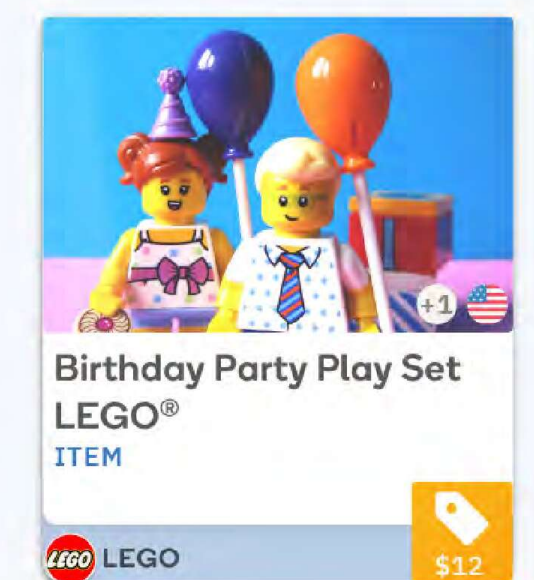 +1
Birthday Party Play Set
LEGO®
ITEM
LEGO LEGO
$12